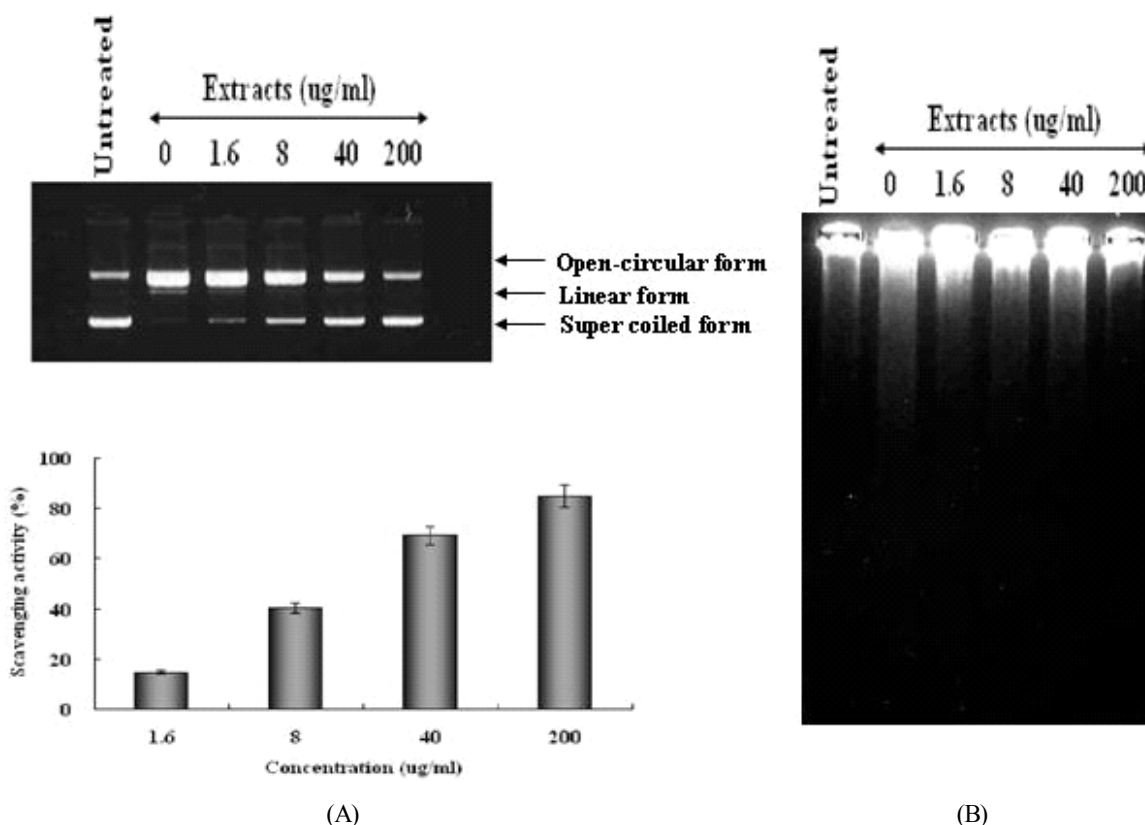 Untreated
Extracts (ug/ml)
0 1.6 8 40 200
Open-circular form
Linear form
Super coiled form
100
80
60
40
20
0
Scavenging activity (%)
1.6 8 40 200
Concentration (ug/ml)
(A)
Untreated
Extracts (ug/ml)
0 1.6 8 40 200
(B)